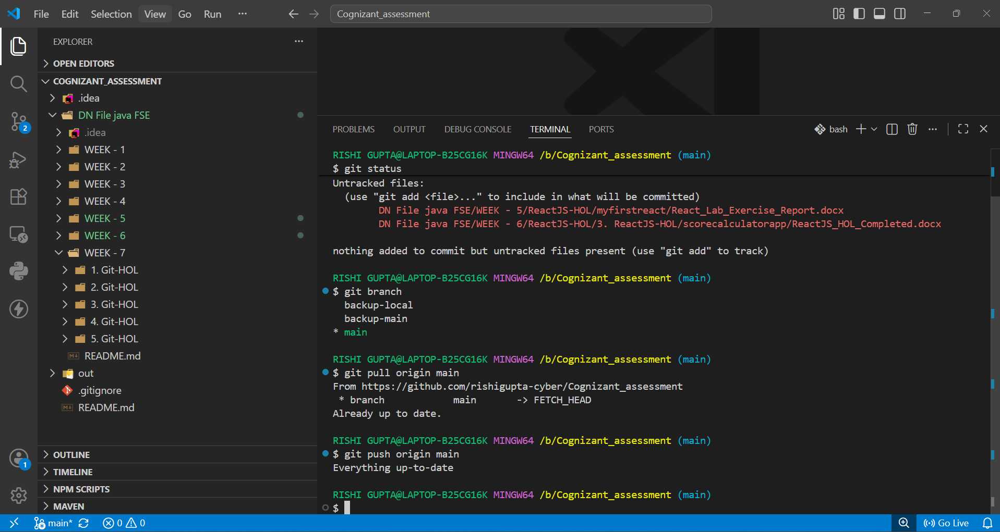 File Edit Selection View Go Run ... Cognizant_assessment
EXPLORER ...
OPEN EDITORS
COGNIZANT_ASSESSMENT
.idea
DN File java FSE
.idea
WEEK - 1
WEEK - 2
WEEK - 3
WEEK - 4
WEEK - 5
WEEK - 6
WEEK - 7
1. Git-HOL
2. Git-HOL
3. Git-HOL
4. Git-HOL
5. Git-HOL
README.md
out
.gitignore
README.md
OUTLINE
TIMELINE
NPM SCRIPTS
MAVEN
2
1
PROBLEMS OUTPUT DEBUG CONSOLE TERMINAL PORTS bash
RISHI GUPTA@LAPTOP-B25CG16K MINGW64 /b/Cognizant_assessment (main)
$ git status
Untracked files:
(use "git add <file>..." to include in what will be committed)
DN File java FSE/WEEK - 5/ReactJS-HOL/myfirstreact/React_Lab_Exercise_Report.docx
DN File java FSE/WEEK - 6/ReactJS-HOL/3. ReactJS-HOL/scorecalculatorapp/ReactJS_HOL_Completed.docx
nothing added to commit but untracked files present (use "git add" to track)
RISHI GUPTA@LAPTOP-B25CG16K MINGW64 /b/Cognizant_assessment (main)
$ git branch
backup-local
backup-main
* main
RISHI GUPTA@LAPTOP-B25CG16K MINGW64 /b/Cognizant_assessment (main)
$ git pull origin main
From https://github.com/rishigupta-cyber/Cognizant_assessment
* branch main -> FETCH_HEAD
Already up to date.
RISHI GUPTA@LAPTOP-B25CG16K MINGW64 /b/Cognizant_assessment (main)
$ git push origin main
Everything up-to-date
RISHI GUPTA@LAPTOP-B25CG16K MINGW64 /b/Cognizant_assessment (main)
$
main* 0 0 Go Live